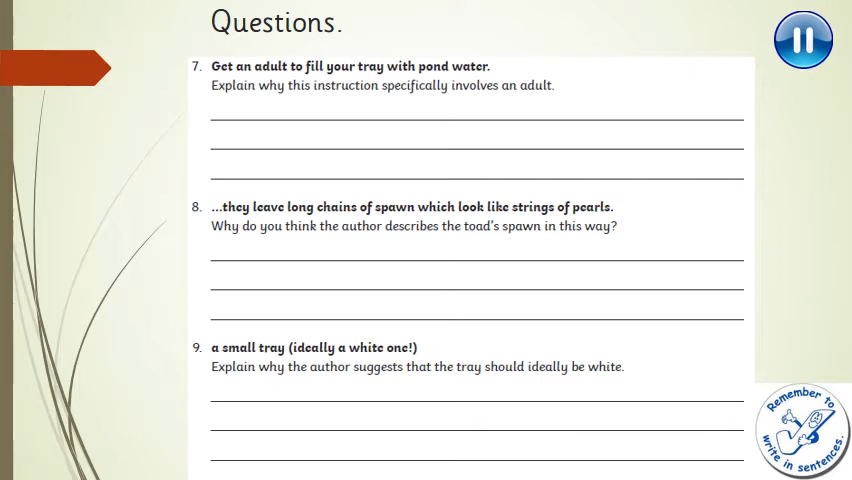 Questions.
7. Get an adult to fill your tray with pond water.
Explain why this instruction specifically involves an adult.
8. ...they leave long chains of spawn which look like strings of pearls.
Why do you think the author describes the toad's spawn in this way?
9. a small tray (ideally a white one!)
Explain why the author suggests that the tray should ideally be white.
Remember to
write in sentences.